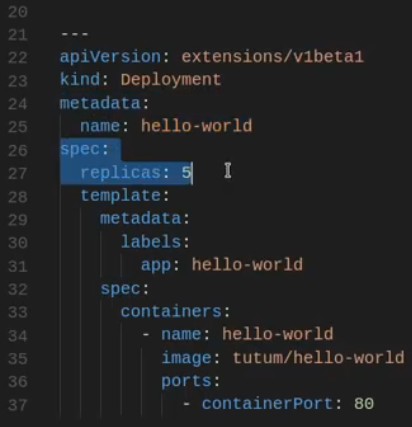 20
21 ---
22 apiVersion: extensions/v1beta1
23 kind: Deployment
24 metadata:
25   name: hello-world
26 spec:
27   replicas: 5
28   template:
29     metadata:
30       labels:
31         app: hello-world
32     spec:
33       containers:
34         - name: hello-world
35           image: tutum/hello-world
36           ports:
37             - containerPort: 80